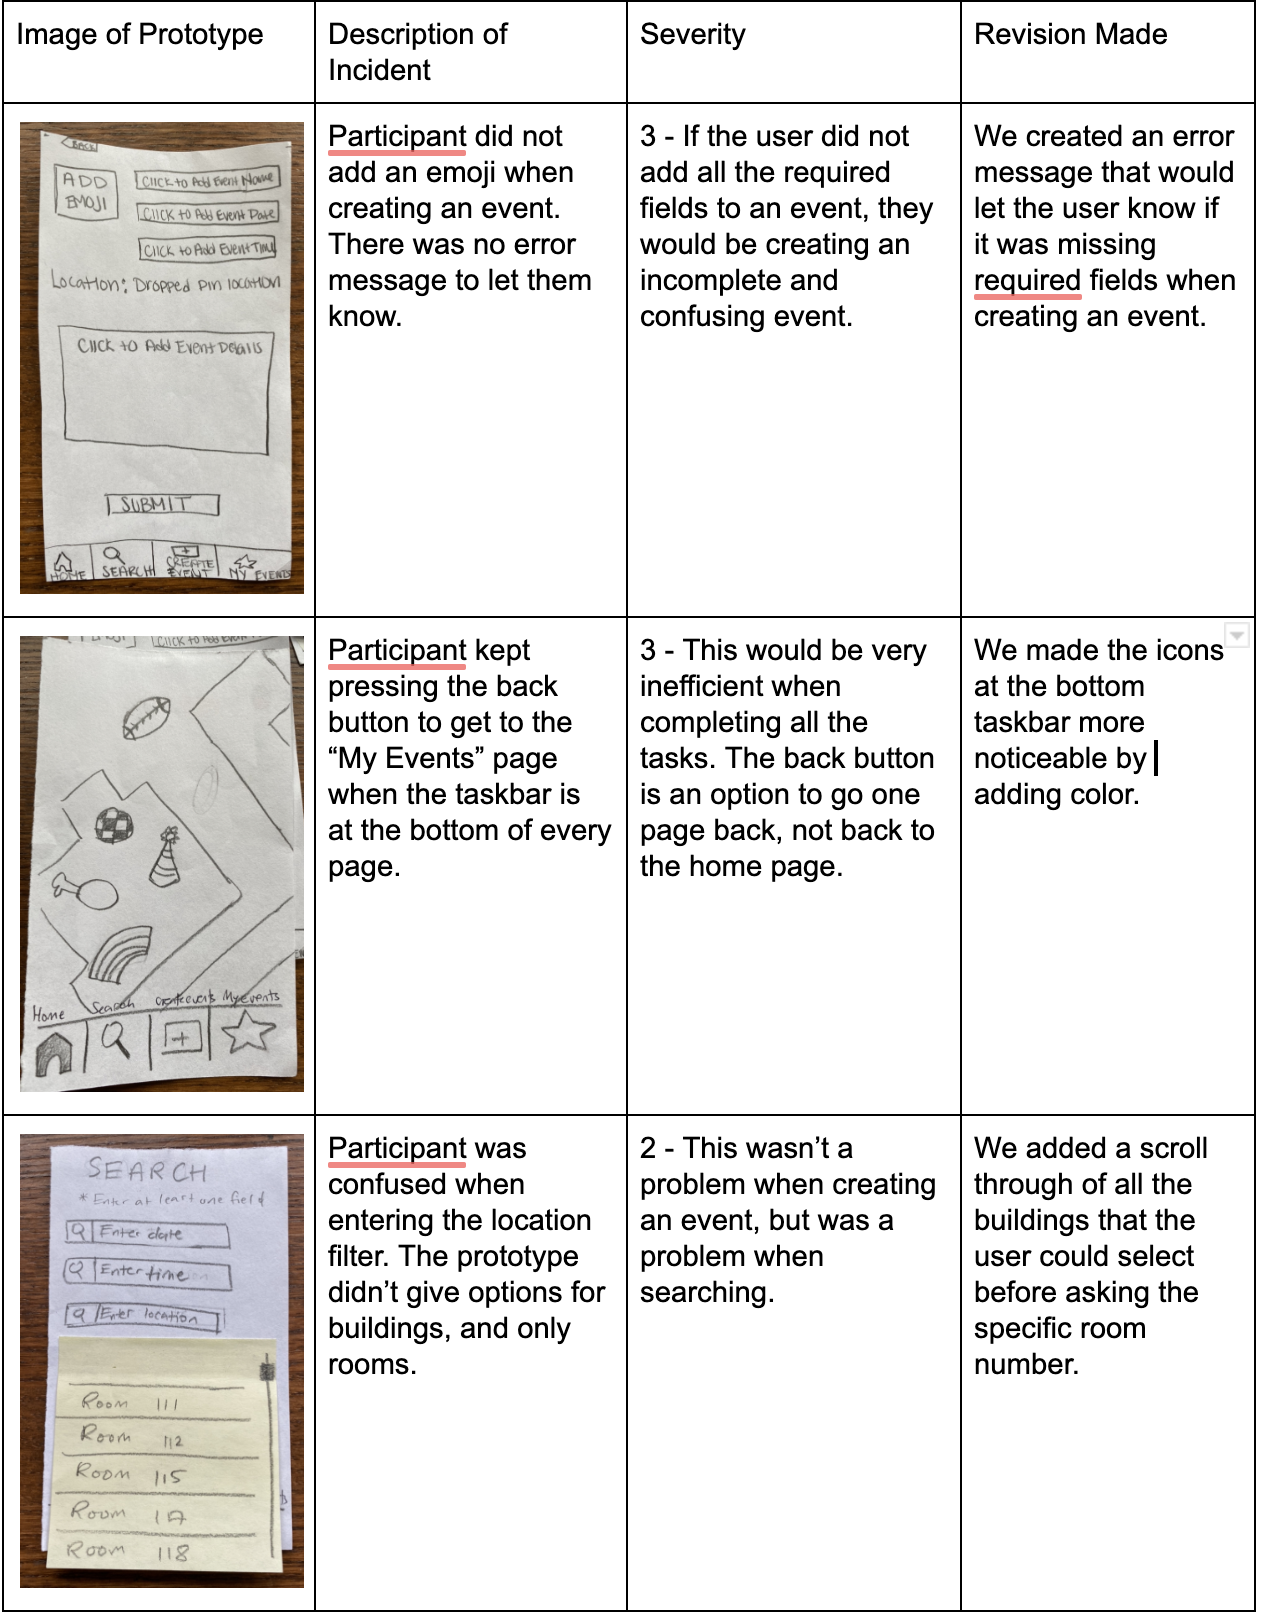 Image of Prototype
Description of
Incident
Severity
Revision Made
BACK
ADD
EMOJI
Click to Add Event Name
Click to Add Event Date
Click to Add Event Time
Location: Dropped pin location
Click to Add Event Details
SUBMIT
HOME
SEARCH
CREATE
EVENT
MY EVENTS
Participant did not
add an emoji when
creating an event.
There was no error
message to let them
know.
3 - If the user did not
add all the required
fields to an event, they
would be creating an
incomplete and
confusing event.
We created an error
message that would
let the user know if
it was missing
required fields when
creating an event.
Click to Add
Home
Search
Create events
My events
Participant kept
pressing the back
button to get to the
“My Events” page
when the taskbar is
at the bottom of every
page.
3 - This would be very
inefficient when
completing all the
tasks. The back button
is an option to go one
page back, not back to
the home page.
We made the icons
at the bottom
taskbar more
noticeable by
adding color.
SEARCH
* Enter at least one field
Enter date
Enter time
Enter location
Room 111
Room 112
Room 115
Room
Room 118
Participant was
confused when
entering the location
filter. The prototype
didn’t give options for
buildings, and only
rooms.
2 - This wasn’t a
problem when creating
an event, but was a
problem when
searching.
We added a scroll
through of all the
buildings that the
user could select
before asking the
specific room
number.